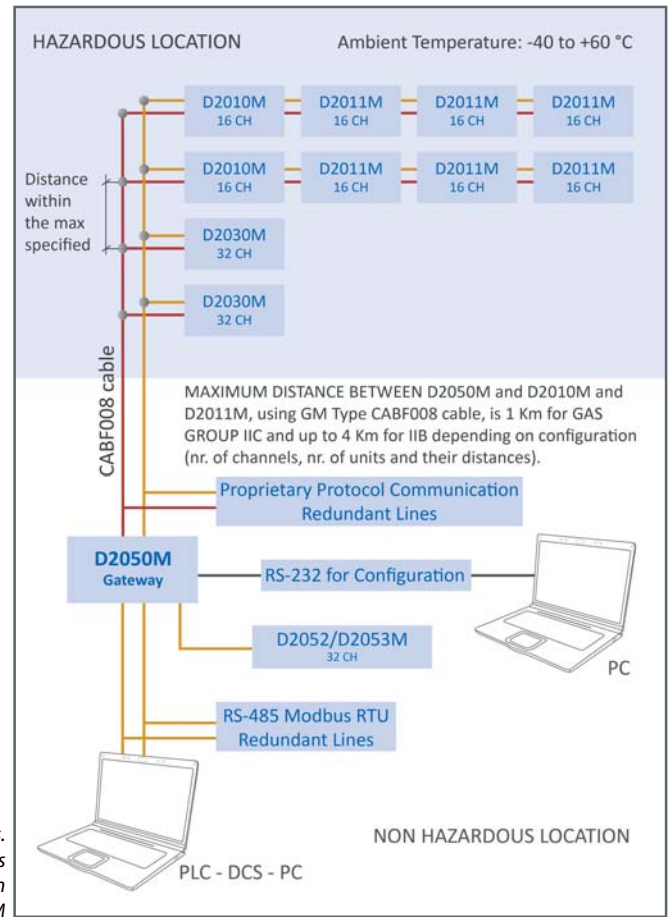 HAZARDOUS LOCATION
Ambient Temperature: -40 to +60 °C
D2010M
16 CH
D2011M
16 CH
D2011M
16 CH
D2011M
16 CH
D2010M
16 CH
D2011M
16 CH
D2011M
16 CH
D2011M
16 CH
Distance
within
the max
specified
D2030M
32 CH
D2030M
32 CH
CABF008 cable
MAXIMUM DISTANCE BETWEEN D2050M and D2010M and
D2011M, using GM Type CABF008 cable, is 1 Km for GAS
GROUP IIC and up to 4 Km for IIB depending on configuration
(nr. of channels, nr. of units and their distances).
Proprietary Protocol Communication
Redundant Lines
D2050M
Gateway
RS-232 for Configuration
PC
D2052/D2053M
32 CH
RS-485 Modbus RTU
Redundant Lines
PLC - DCS - PC
NON HAZARDOUS LOCATION